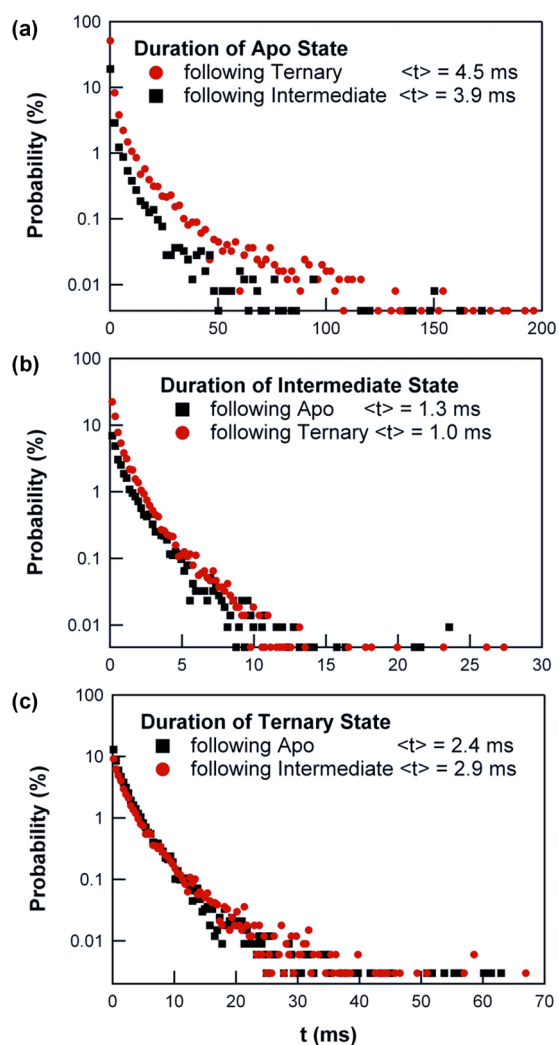 (a)
100
10
1
0.1
0.01
Probability (%)
Duration of Apo State
following Ternary <t> = 4.5 ms
following Intermediate <t> = 3.9 ms
0 50 100 150 200
(b)
100
10
1
0.1
0.01
Probability (%)
Duration of Intermediate State
following Apo <t> = 1.3 ms
following Ternary <t> = 1.0 ms
0 5 10 15 20 25 30
(c)
100
10
1
0.1
0.01
Probability (%)
Duration of Ternary State
following Apo <t> = 2.4 ms
following Intermediate <t> = 2.9 ms
0 10 20 30 40 50 60 70
t (ms)